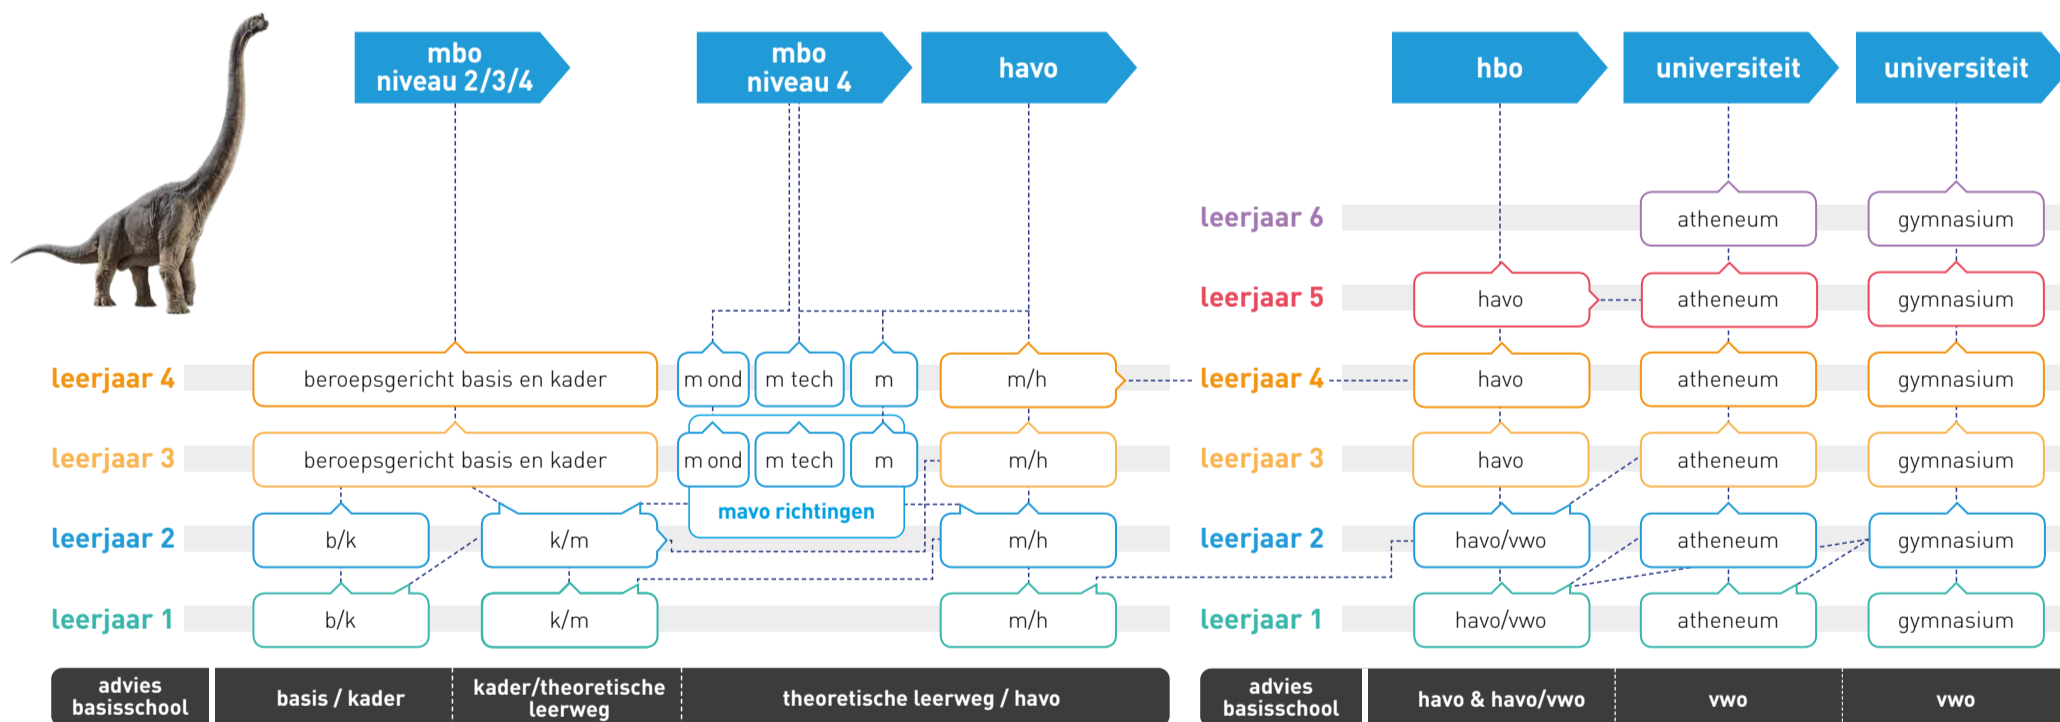 mbo
niveau 2/3/4
mbo
niveau 4
havo
hbo
universiteit
universiteit
leerjaar 6
atheneum
gymnasium
leerjaar 5
havo
atheneum
gymnasium
leerjaar 4
beroepsgericht basis en kader
m ond
m tech
m
m/h
leerjaar 4
havo
atheneum
gymnasium
leerjaar 3
beroepsgericht basis en kader
m ond
m tech
m
m/h
leerjaar 3
havo
atheneum
gymnasium
mavo richtingen
leerjaar 2
b/k
k/m
m/h
leerjaar 2
havo/vwo
atheneum
gymnasium
leerjaar 1
b/k
k/m
m/h
leerjaar 1
havo/vwo
atheneum
gymnasium
advies
basisschool
basis / kader
kader/theoretische
leerweg
theoretische leerweg / havo
advies
basisschool
havo & havo/vwo
vwo
vwo